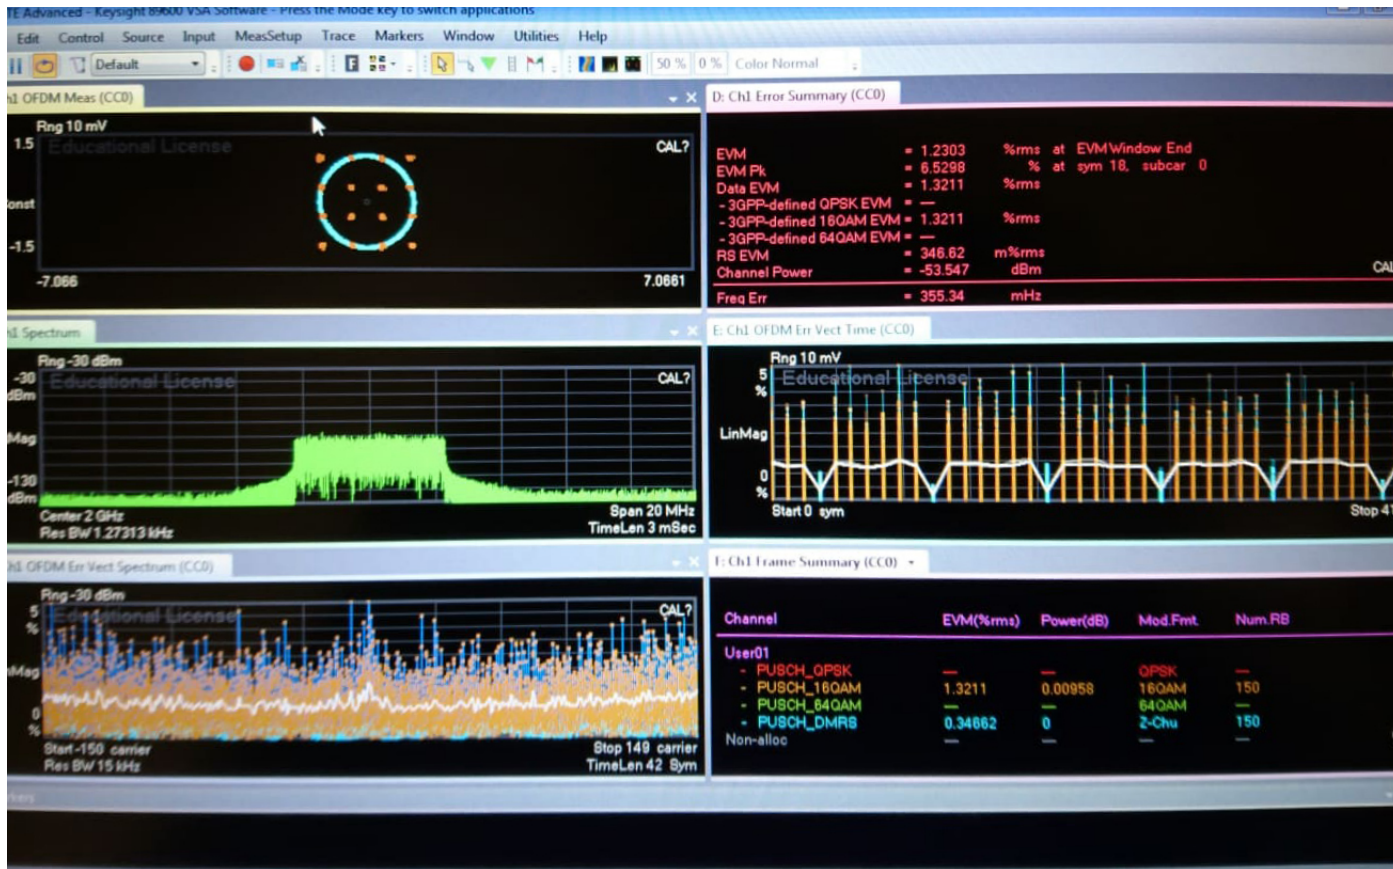 TE Advanced - Keysight 89600 VSA Software - Press the Mode key to switch applications
Edit Control Source Input MeasSetup Trace Markers Window Utilities Help
Default 50 % 0 % Color Normal
h1 OFDM Meas (CC0)
Rng 10 mV
1.5 Educational License CAL?
onst
-1.5
-7.066 7.0661
D: Ch1 Error Summary (CC0)
EVM = 1.2303 %rms at EVMWindow End
EVM Pk = 6.5298 % at sym 18, subcar 0
Data EVM = 1.3211 %rms
- 3GPP-defined QPSK EVM = —
- 3GPP-defined 16QAM EVM = 1.3211 %rms
- 3GPP-defined 64QAM EVM = —
RS EVM = 346.62 m%rms
Channel Power = -53.547 dBm
CAL
Freq Err = 355.34 mHz
h1 Spectrum
Rng -30 dBm
-30 Educational License CAL?
dBm
Mag
-130
dBm
Center 2 GHz Span 20 MHz
Res BW 1.27313 kHz TimeLen 3 mSec
E: Ch1 OFDM Err Vect Time (CC0)
Rng 10 mV
5 Educational License
%
LinMag
0
%
Start 0 sym Stop 41
h1 OFDM Err Vect Spectrum (CC0)
Rng -30 dBm
5 Educational License CAL?
%
nMag
0
%
Start -150 carrier Stop 149 carrier
Res BW 15 kHz TimeLen 42 Sym
F: Ch1 Frame Summary (CC0)
Channel EVM(%rms) Power(dB) Mod.Fmt. Num.RB
User01
- PUSCH_QPSK — — QPSK —
- PUSCH_16QAM 1.3211 0.00958 16QAM 150
- PUSCH_64QAM — — 64QAM —
- PUSCH_DMRS 0.34662 0 Z-Chu 150
Non-alloc — — — —